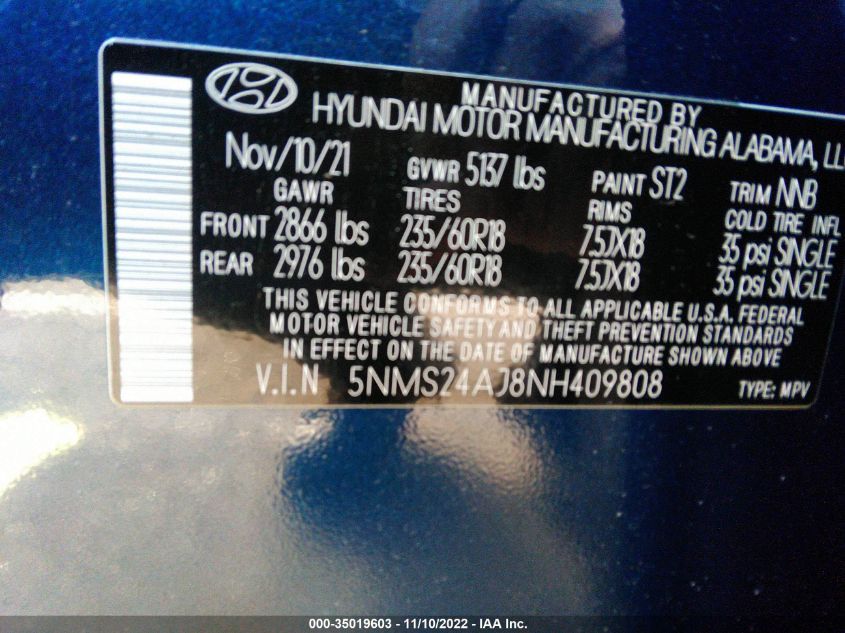 MANUFACTURED BY
HYUNDAI MOTOR MANUFACTURING ALABAMA, LLC
Nov/10/21 GVWR 5137 lbs PAINT ST2 TRIM NNB
GAWR TIRES RIMS COLD TIRE INFL
FRONT 2866 lbs 235/60R18 7.5JX18 35 psi SINGLE
REAR 2976 lbs 235/60R18 7.5JX18 35 psi SINGLE
THIS VEHICLE CONFORMS TO ALL APPLICABLE U.S.A. FEDERAL
MOTOR VEHICLE SAFETY AND THEFT PREVENTION STANDARDS
IN EFFECT ON THE DATE OF MANUFACTURE SHOWN ABOVE
V.I.N 5NMS24AJ8NH409808 TYPE: MPV
000-35019603 - 11/10/2022 - IAA Inc.